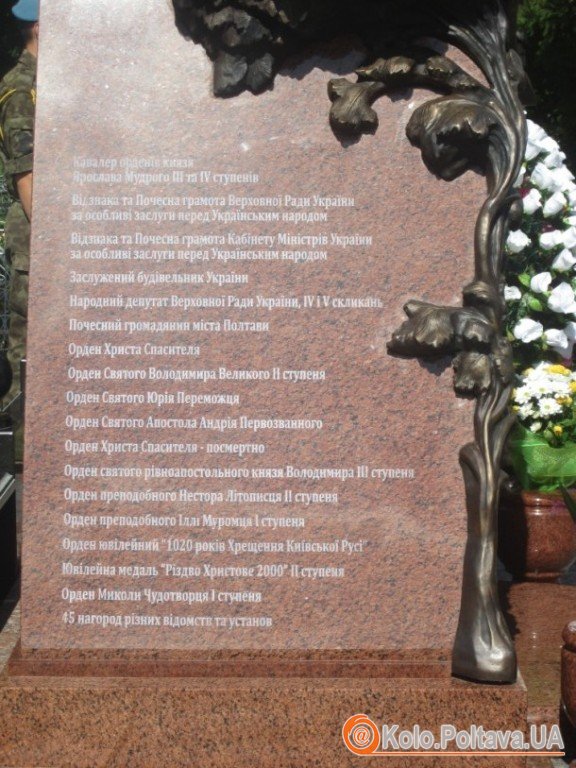 Кавалер орденів князя
Ярослава Мудрого III та IV ступенів
Відзнака та Почесна грамота Верховної Ради України
за особливі заслуги перед Українським народом
Відзнака та Почесна грамота Кабінету Міністрів України
за особливі заслуги перед Українським народом
Заслужений будівельник України
Народний депутат Верховної Ради України, IV і V скликань
Почесний громадянин міста Полтави
Орден Христа Спасителя
Орден Святого Володимира Великого II ступеня
Орден Святого Юрія Переможця
Орден Святого Апостола Андрія Первозванного
Орден Христа Спасителя - посмертно
Орден святого рівноапостольного князя Володимира III ступеня
Орден преподобного Нестора Літописця II ступеня
Орден преподобного Іллі Муромця I ступеня
Орден ювілейний "1020 років Хрещення Київської Русі"
Ювілейна медаль "Різдво Христове 2000" II ступеня
Орден Миколи Чудотворця I ступеня
45 нагород різних відомств та установ
@Kolo.Poltava.UA